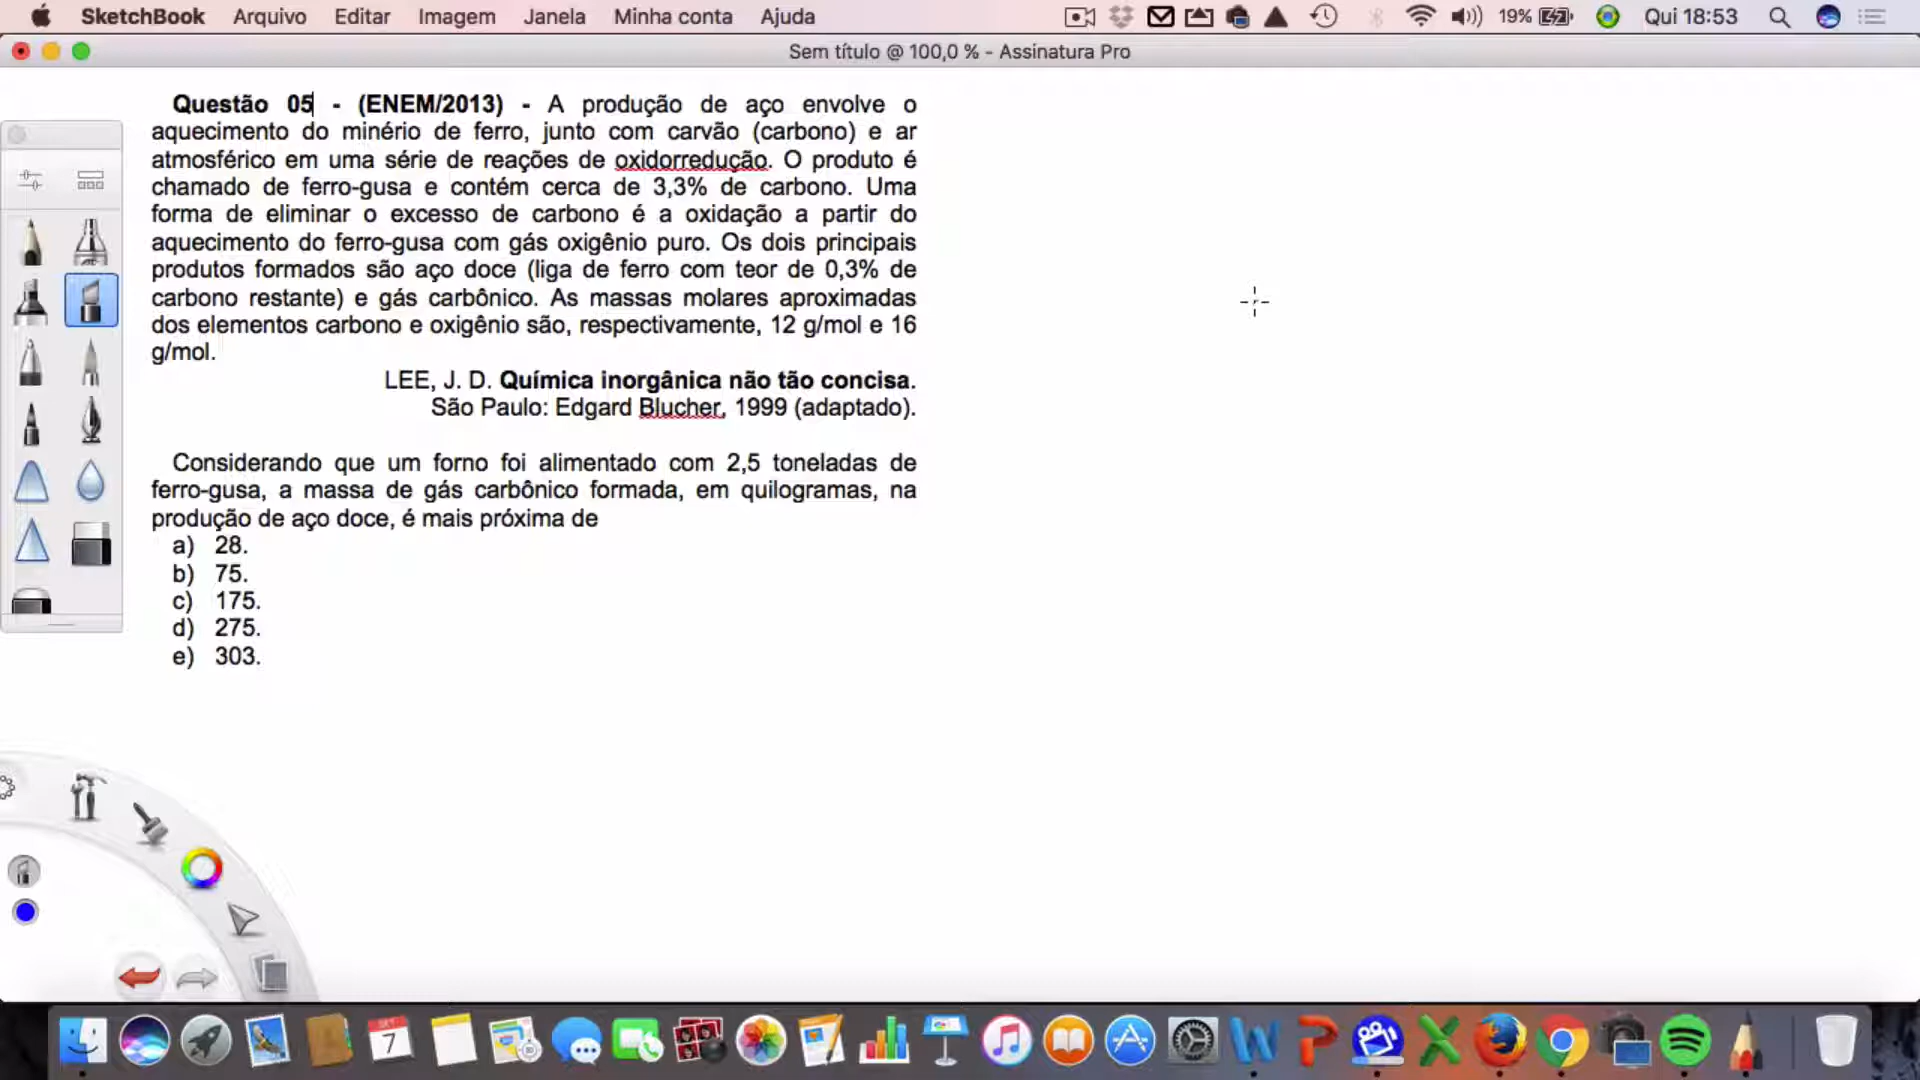 SketchBook Arquivo Editar Imagem Janela Minha conta Ajuda 19% Qui 18:53
Sem título @ 100,0 % - Assinatura Pro
Questão 05 - (ENEM/2013) - A produção de aço envolve o
aquecimento do minério de ferro, junto com carvão (carbono) e ar
atmosférico em uma série de reações de oxidorredução. O produto é
chamado de ferro-gusa e contém cerca de 3,3% de carbono. Uma
forma de eliminar o excesso de carbono é a oxidação a partir do
aquecimento do ferro-gusa com gás oxigênio puro. Os dois principais
produtos formados são aço doce (liga de ferro com teor de 0,3% de
carbono restante) e gás carbônico. As massas molares aproximadas
dos elementos carbono e oxigênio são, respectivamente, 12 g/mol e 16
g/mol.
LEE, J. D. Química inorgânica não tão concisa.
São Paulo: Edgard Blucher, 1999 (adaptado).
Considerando que um forno foi alimentado com 2,5 toneladas de
ferro-gusa, a massa de gás carbônico formada, em quilogramas, na
produção de aço doce, é mais próxima de
a) 28.
b) 75.
c) 175.
d) 275.
e) 303.
7